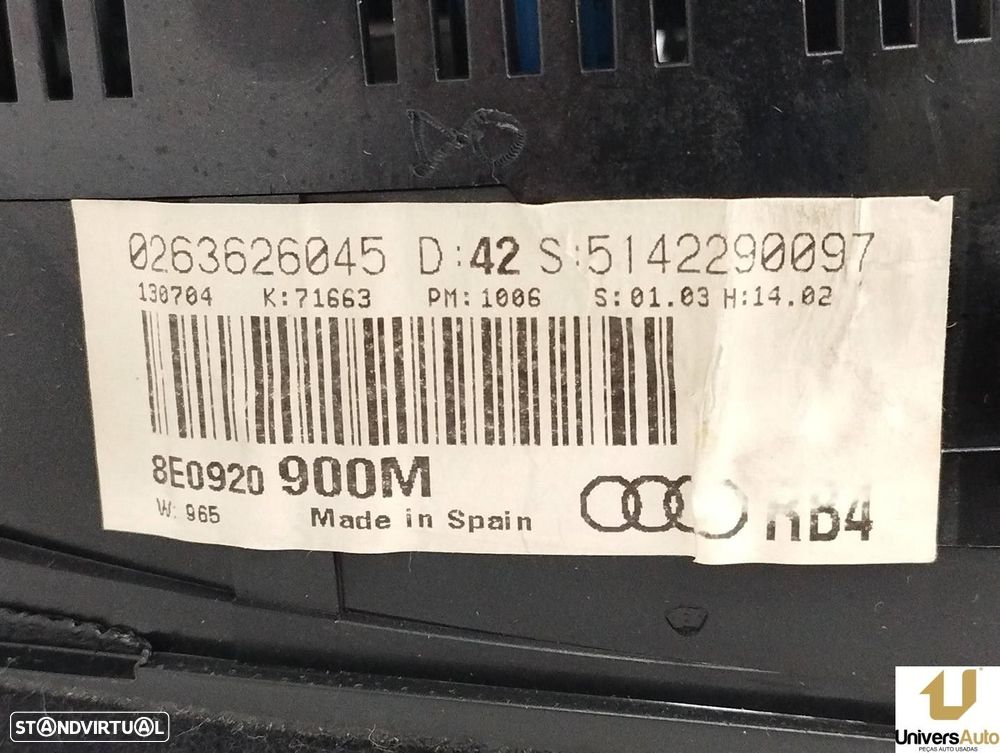 0263626045 D:42 S:5142290097
130704 K:71663 PM:1006 S:01.03 H:14.02
8E0920 900M
W: 965 Made in Spain RB4
STANDVIRTUAL
UniversAuto
PEÇAS AUTO USADAS